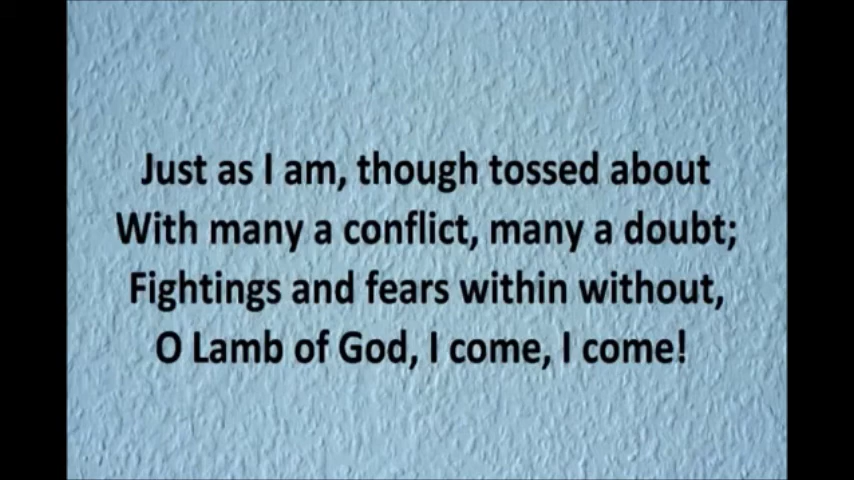 Just as I am, though tossed about
With many a conflict, many a doubt;
Fightings and fears within without,
O Lamb of God, I come, I come!